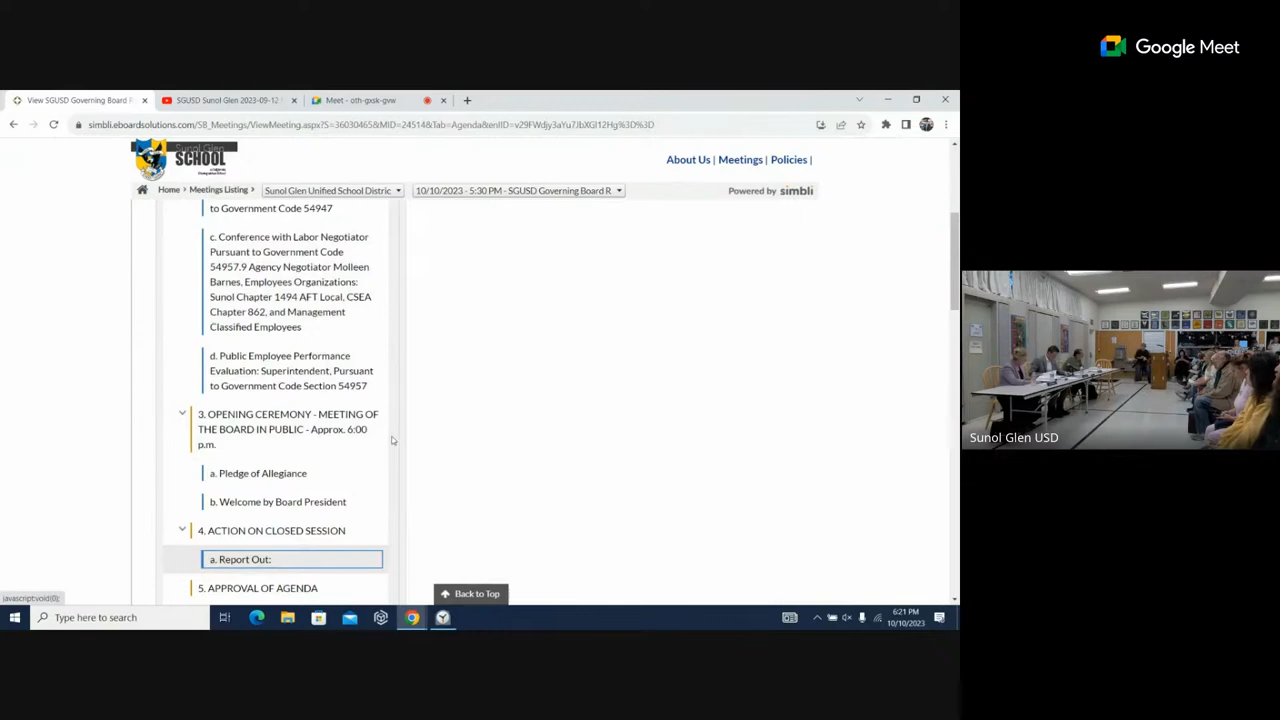 Google Meet
View SGUSD Governing Board R
SGUSD Sunol Glen 2023-09-12
Meet - oth-gxsk-gvw
simbli.eboardsolutions.com/SB_Meetings/ViewMeeting.aspx?S=36030465&MID=24514&Tab=Agenda&enIID=v29FWdjy3aYu7JbXGI12Hg%3D%3D
Sunol Glen
SCHOOL
About Us | Meetings | Policies |
Home > Meetings Listing >
Sunol Glen Unified School Distric
10/10/2023 - 5:30 PM - SGUSD Governing Board R
Powered by simbli
to Government Code 54947
c. Conference with Labor Negotiator
Pursuant to Government Code
54957.9 Agency Negotiator Molleen
Barnes, Employees Organizations:
Sunol Chapter 1494 AFT Local, CSEA
Chapter 862, and Management
Classified Employees
d. Public Employee Performance
Evaluation: Superintendent, Pursuant
to Government Code Section 54957
3. OPENING CEREMONY - MEETING OF
THE BOARD IN PUBLIC - Approx. 6:00
p.m.
a. Pledge of Allegiance
b. Welcome by Board President
4. ACTION ON CLOSED SESSION
a. Report Out:
5. APPROVAL OF AGENDA
Back to Top
javascript:void(0);
Type here to search
6:21 PM
10/10/2023
Sunol Glen USD